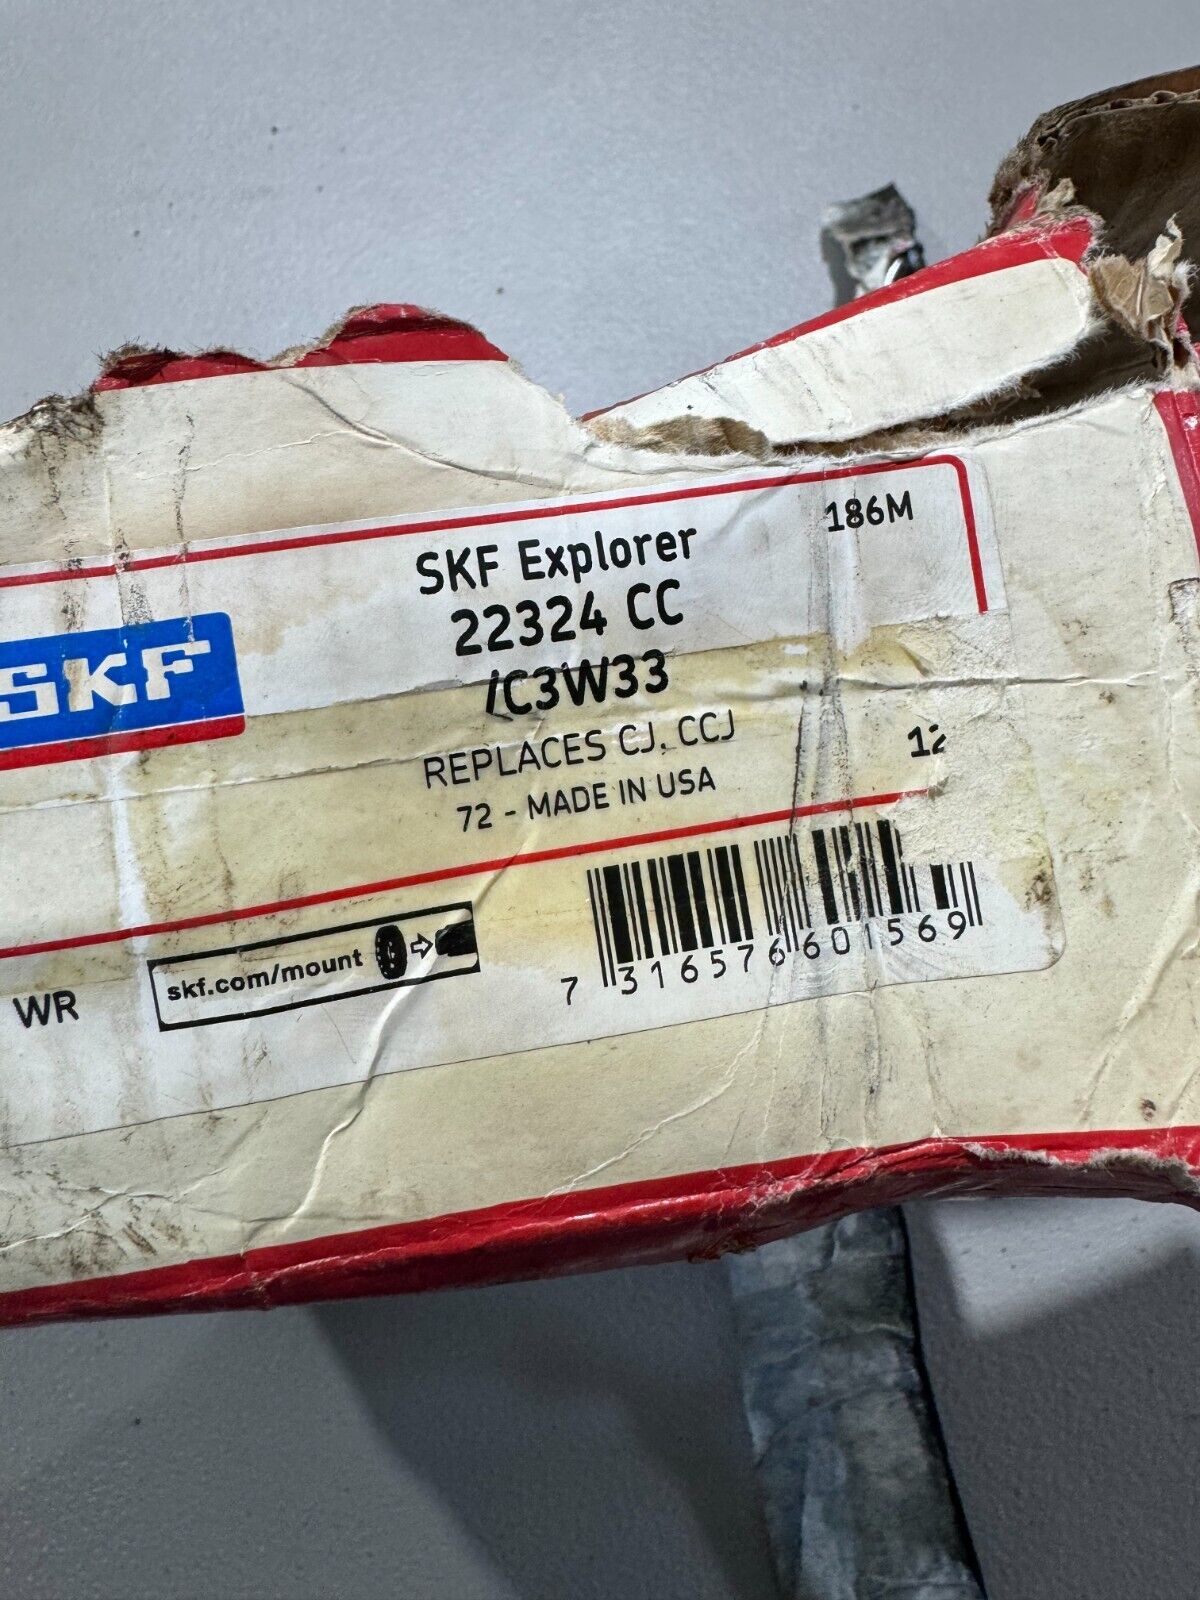 186M
SKF Explorer
22324 CC
/C3W33
SKF
REPLACES CJ, CCJ
12
72 - MADE IN USA
skf.com/mount
WR
7 316576 601569